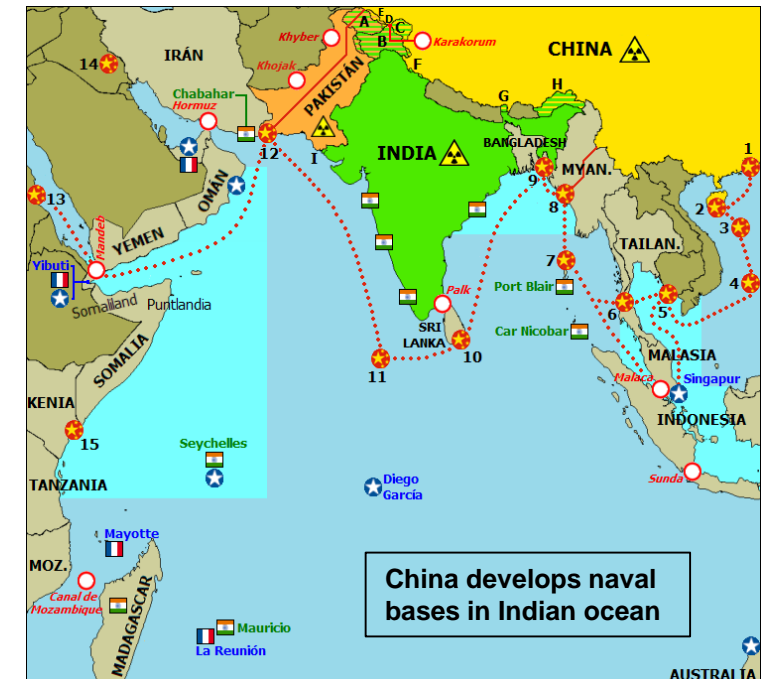 E
A
D
C
Khyber
Karakorum
B
IRÁN
CHINA
14
Khojak
F
PAKISTÁN
Chabahar
Hormuz
G
H
12
I
INDIA
BANGLADESH
1
9
MYAN.
OMÁN
8
2
13
3
Mandeb
YEMEN
TAILAN.
Yibuti
7
4
Somaliland
Puntlandia
Port Blair
Palk
6
5
SRI
LANKA
Car Nicobar
10
11
MALASIA
SOMALIA
Malaca
Singapur
KENIA
INDONESIA
15
Seychelles
Sunda
TANZANIA
Diego
García
Mayotte
MOZ.
China develops naval
bases in Indian ocean
Canal de
Mozambique
MADAGASCAR
Mauricio
La Reunión
AUSTRALIA